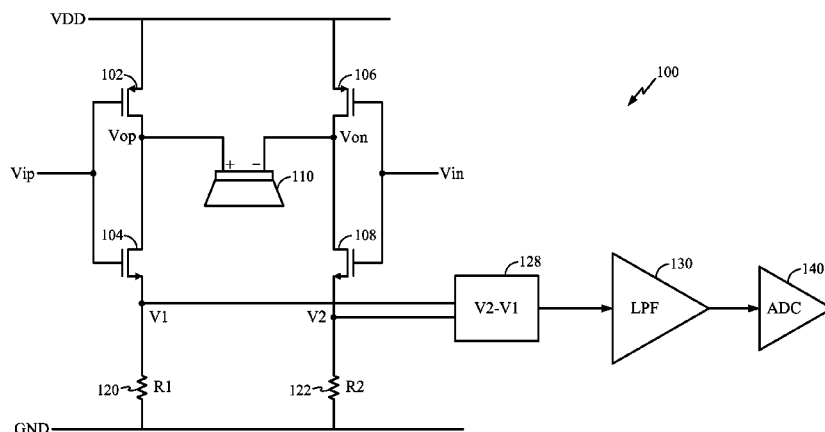 VDD
102
106
100
Vop
Von
+ −
110
Vip
Vin
104
108
128
130
140
V2-V1
LPF
ADC
V1
V2
120
R1
122
R2
GND